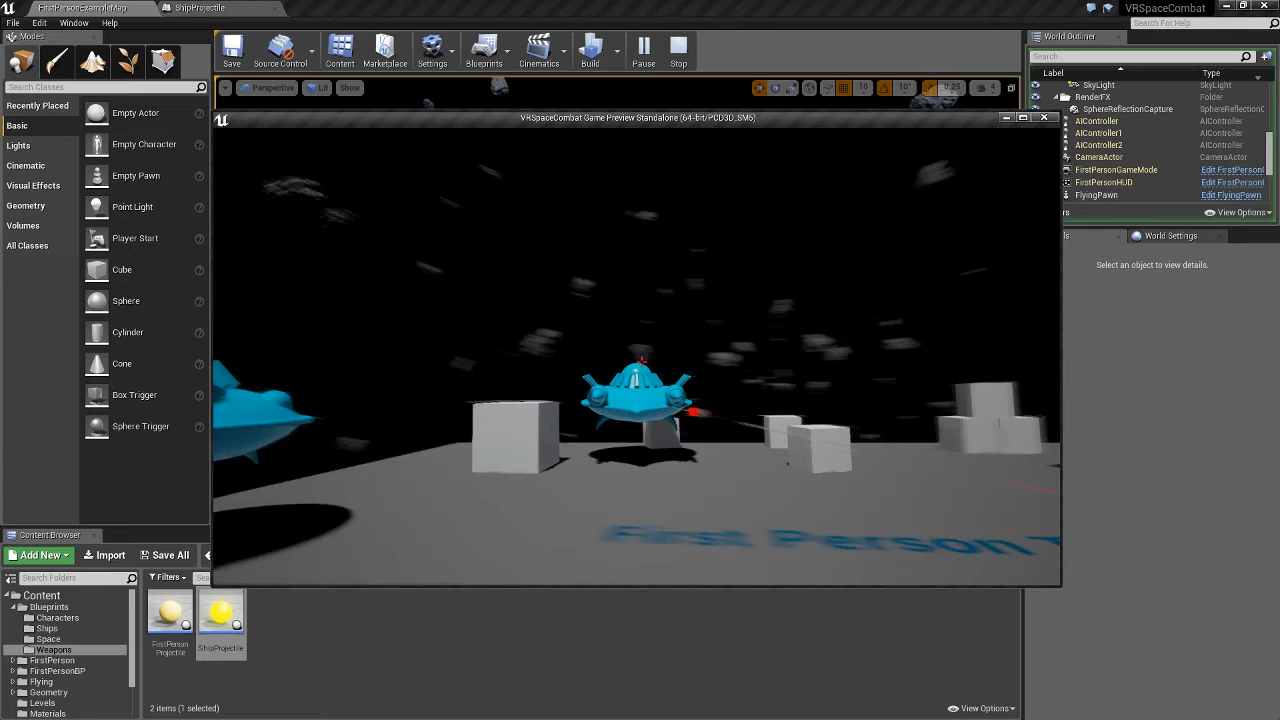 FirstPersonExampleMap
ShipProjectile
VRSpaceCombat
File
Edit
Window
Help
Search For Help
Modes
Save
Source Control
Content
Marketplace
Settings
Blueprints
Cinematics
Build
Pause
Stop
World Outliner
Search Classes
Perspective
Lit
Show
10
10°
0.25
4
Search
Label
Type
Recently Placed
Basic
Lights
Cinematic
Visual Effects
Geometry
Volumes
All Classes
Empty Actor
Empty Character
Empty Pawn
Point Light
Player Start
Cube
Sphere
Cylinder
Cone
Box Trigger
Sphere Trigger
VRSpaceCombat Game Preview Standalone (64-bit/PCD3D_SM5)
First Person
SkyLight
SkyLight
RenderFX
Folder
SphereReflectionCapture
SphereReflectionC
AIController
AIController
AIController1
AIController
AIController2
AIController
CameraActor
CameraActor
FirstPersonGameMode
Edit FirstPerson
FirstPersonHUD
Edit FirstPerson
FlyingPawn
Edit FlyingPawn
View Options
World Settings
Select an object to view details.
Content Browser
Add New
Import
Save All
Search Folders
Filters
Content
Blueprints
Characters
Ships
Space
Weapons
FirstPerson
FirstPersonBP
Flying
Geometry
Levels
Materials
FirstPerson
Projectile
ShipProjectile
2 items (1 selected)
View Options